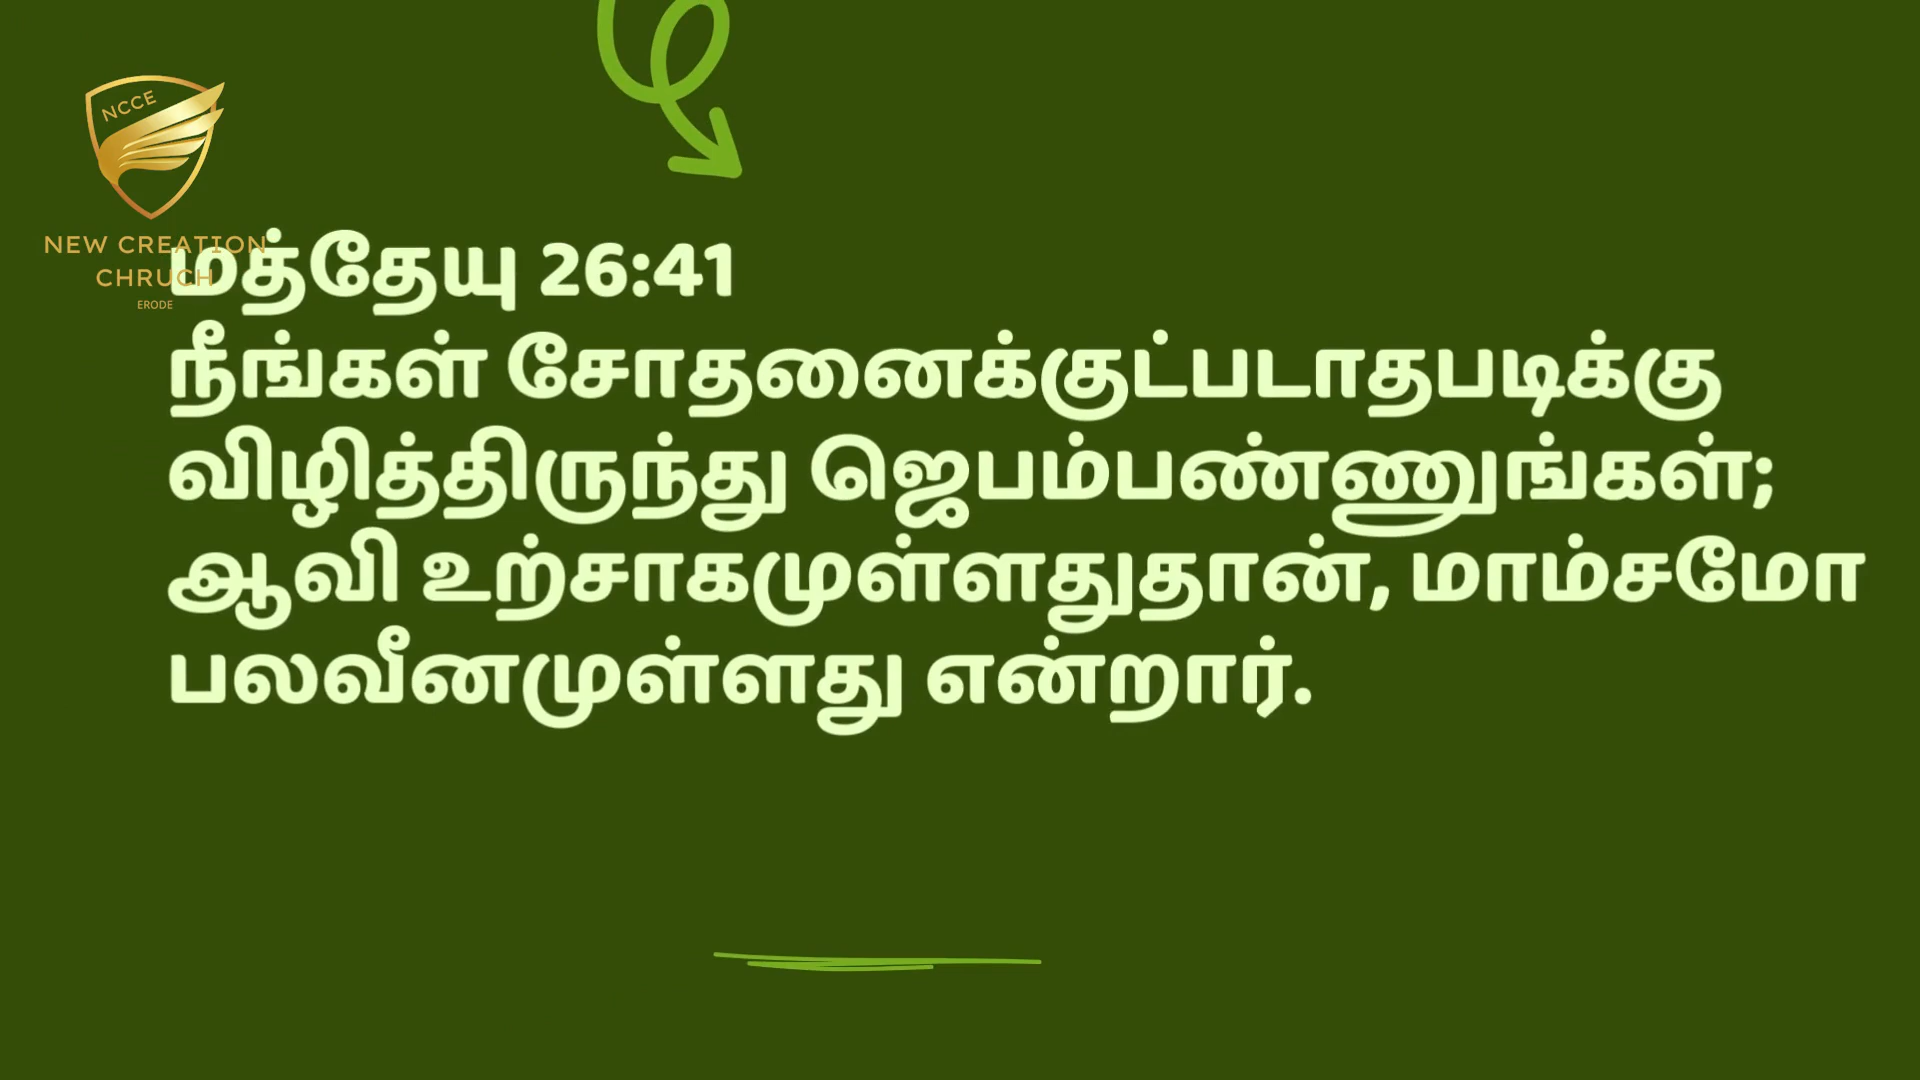 NCCE
NEW CREATION
CHRUCH
ERODE
மத்தேயு 26:41
நீங்கள் சோதனைக்குட்படாதபடிக்கு
விழித்திருந்து ஜெபம்பண்ணுங்கள்;
ஆவி உற்சாகமுள்ளதுதான், மாம்சமோ
பலவீனமுள்ளது என்றார்.